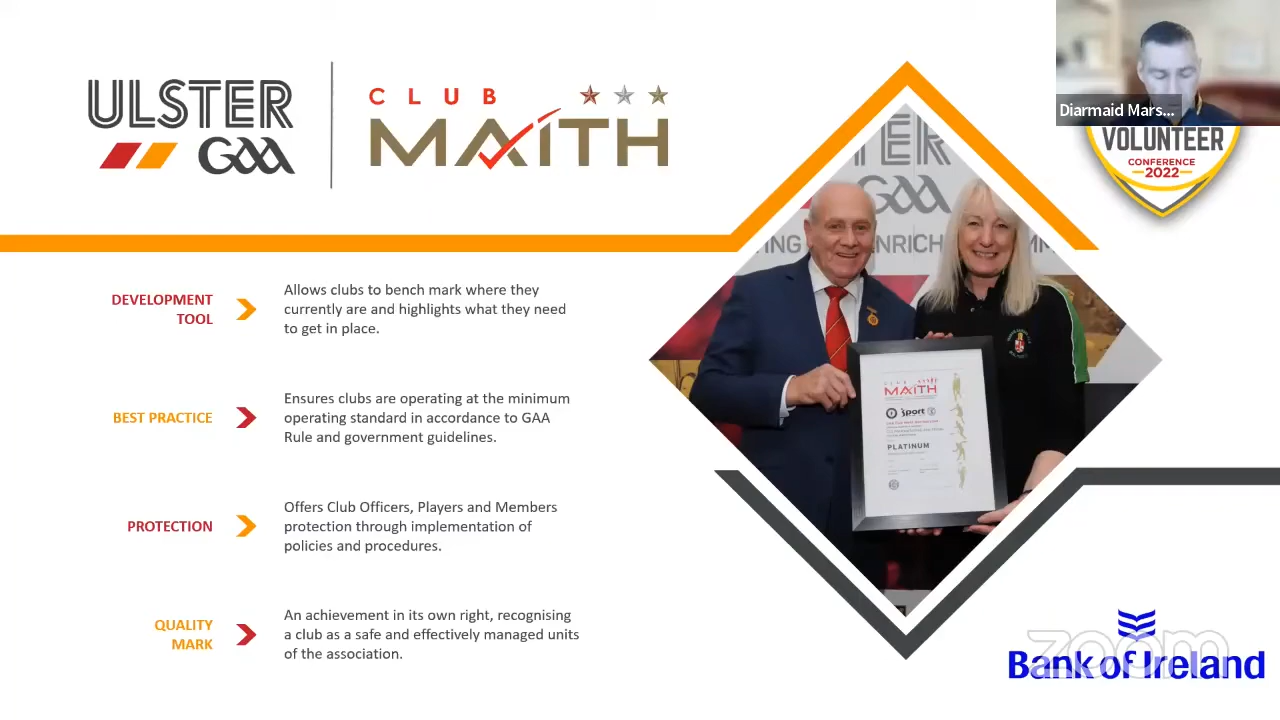 ULSTER
GAA
CLUB
MAITH
Diarmaid Mars...
VOLUNTEER
CONFERENCE
2022
DEVELOPMENT
TOOL
Allows clubs to bench mark where they
currently are and highlights what they need
to get in place.
BEST PRACTICE
Ensures clubs are operating at the minimum
operating standard in accordance to GAA
Rule and government guidelines.
PROTECTION
Offers Club Officers, Players and Members
protection through implementation of
policies and procedures.
QUALITY
MARK
An achievement in its own right, recognising
a club as a safe and effectively managed units
of the association.
GAA
CLUB
MAITH
Sport
PLATINUM
zoom
Bank of Ireland